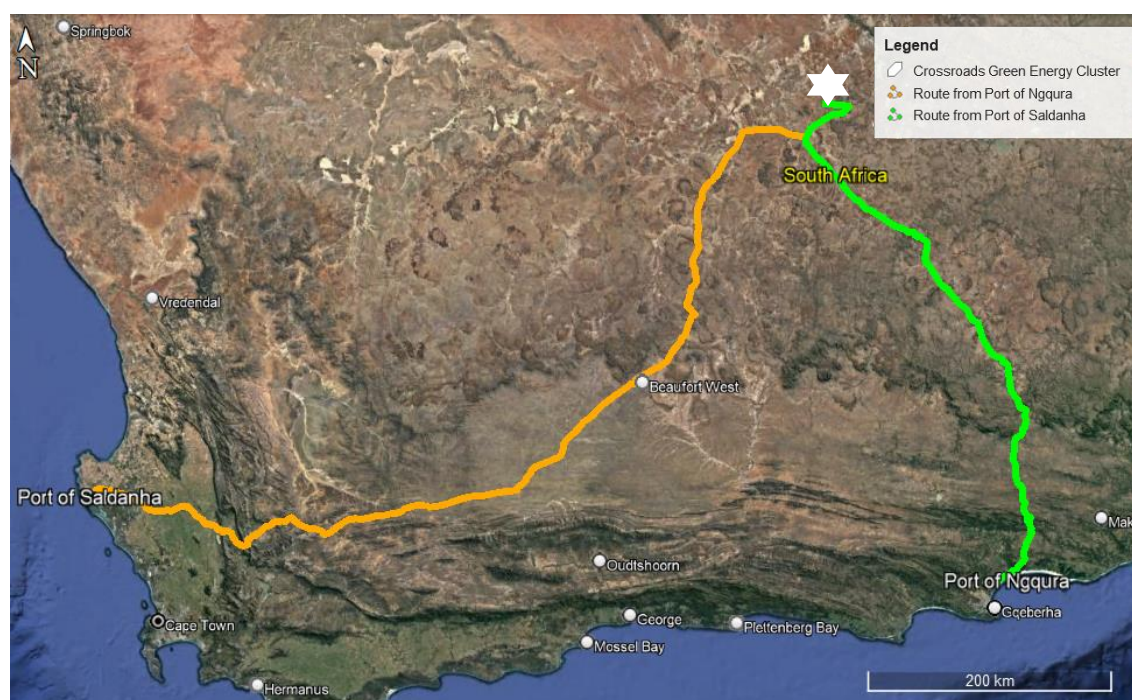 Springbok
N
Legend
Crossroads Green Energy Cluster
Route from Port of Ngqura
Route from Port of Saldanha
South Africa
Vredendal
Beaufort West
Port of Saldanha
Mak
Oudtshoorn
Port of Ngqura
Gqeberha
Cape Town
George
Plettenberg Bay
Mossel Bay
Hermanus
200 km